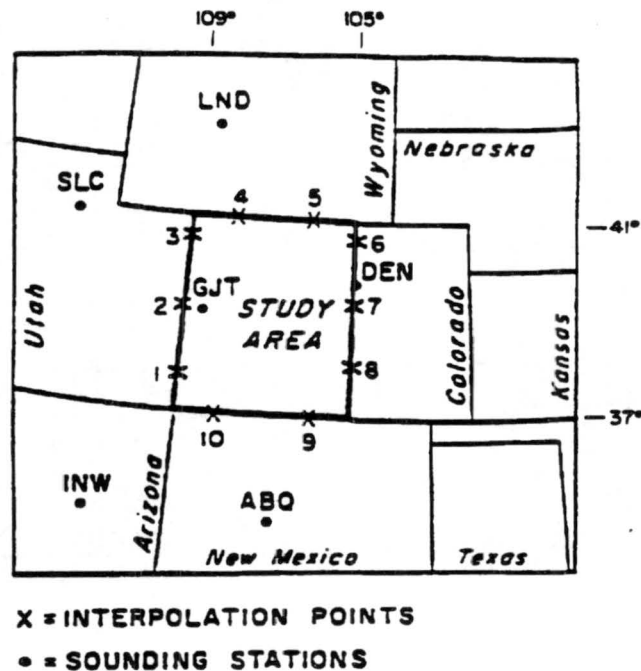 109° 105°
LND
Wyoming
Nebraska
SLC
4 5
3 6
41°
DEN
GJT
2 7
STUDY
AREA
Utah
Colorado
Kansas
1 8
10 9
37°
INW
Arizona
ABQ
New Mexico
Texas
X = INTERPOLATION POINTS
• = SOUNDING STATIONS